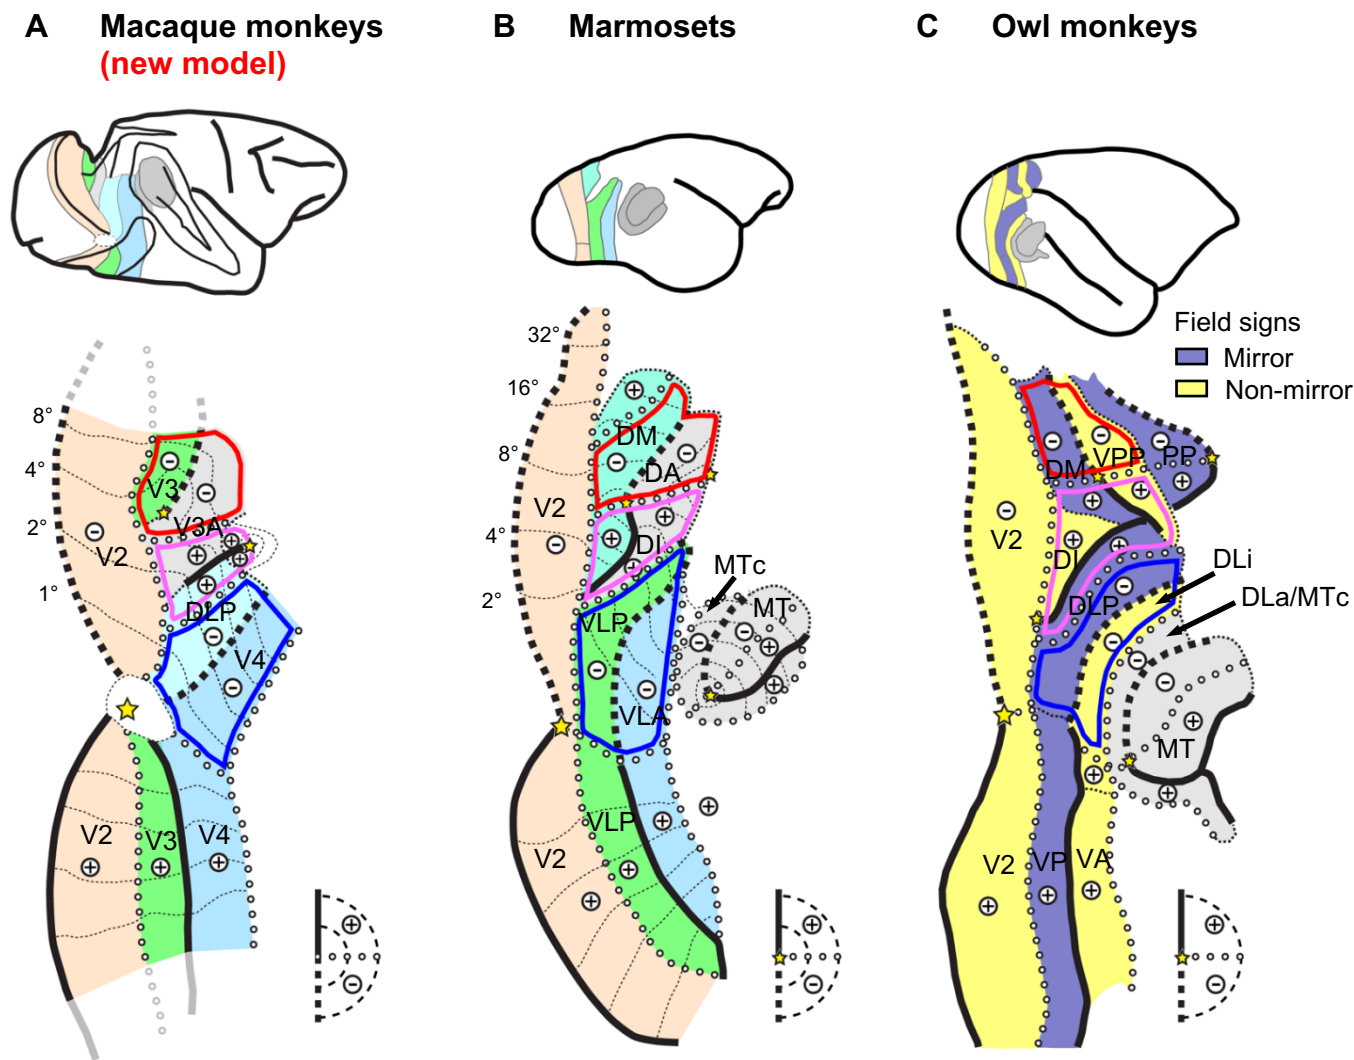 A Macaque monkeys
(new model)
8°
4°
2°
1°
V2
V3
V3A
DLP
V4
V2
V3
V4
B Marmosets
32°
16°
8°
4°
2°
V2
DM
DA
DI
VLP
VLA
MTc
MT
VLP
V2
C Owl monkeys
Field signs
Mirror
Non-mirror
V2
DM
VPP
PP
DI
DLP
DLi
DLa/MTc
MT
V2
VP
VA